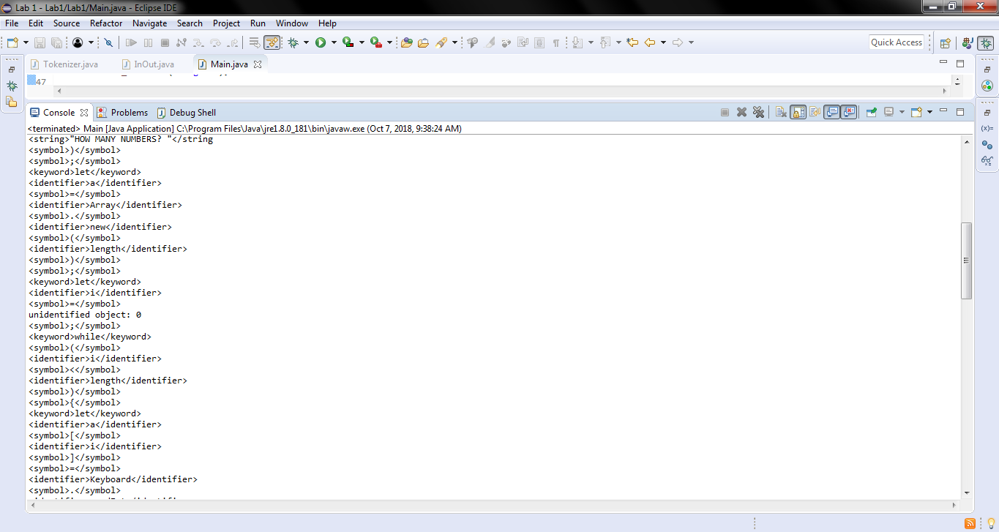 Lab 1 - Lab1/Lab1/Main.java - Eclipse IDE
File Edit Source Refactor Navigate Search Project Run Window Help
Quick Access
Tokenizer.java InOut.java Main.java
47
Console Problems Debug Shell
<terminated> Main [Java Application] C:\Program Files\Java\jre1.8.0_181\bin\javaw.exe (Oct 7, 2018, 9:38:24 AM)
<string>"HOW MANY NUMBERS? "</string
<symbol>)</symbol>
<symbol>;</symbol>
<keyword>let</keyword>
<identifier>a</identifier>
<symbol>=</symbol>
<identifier>Array</identifier>
<symbol>.</symbol>
<identifier>new</identifier>
<symbol>(</symbol>
<identifier>length</identifier>
<symbol>)</symbol>
<symbol>;</symbol>
<keyword>let</keyword>
<identifier>i</identifier>
<symbol>=</symbol>
unidentified object: 0
<symbol>;</symbol>
<keyword>while</keyword>
<symbol>(</symbol>
<identifier>i</identifier>
<symbol><</symbol>
<identifier>length</identifier>
<symbol>)</symbol>
<symbol>{</symbol>
<keyword>let</keyword>
<identifier>a</identifier>
<symbol>[</symbol>
<identifier>i</identifier>
<symbol>]</symbol>
<symbol>=</symbol>
<identifier>Keyboard</identifier>
<symbol>.</symbol>